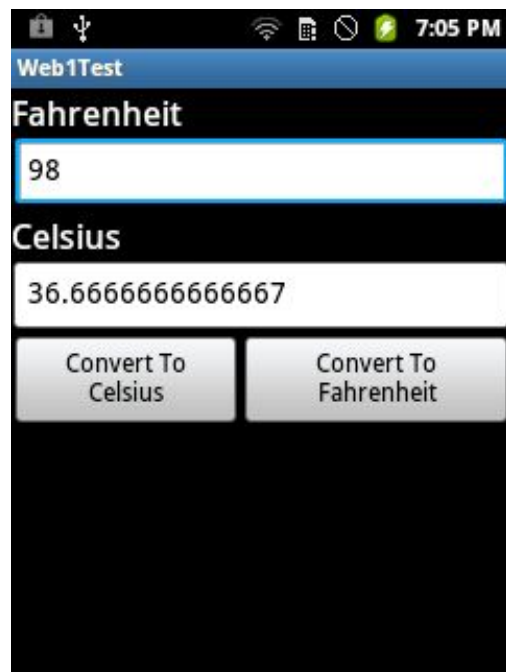 7:05 PM
Web1Test
Fahrenheit
98
Celsius
36.6666666666667
Convert To
Celsius
Convert To
Fahrenheit